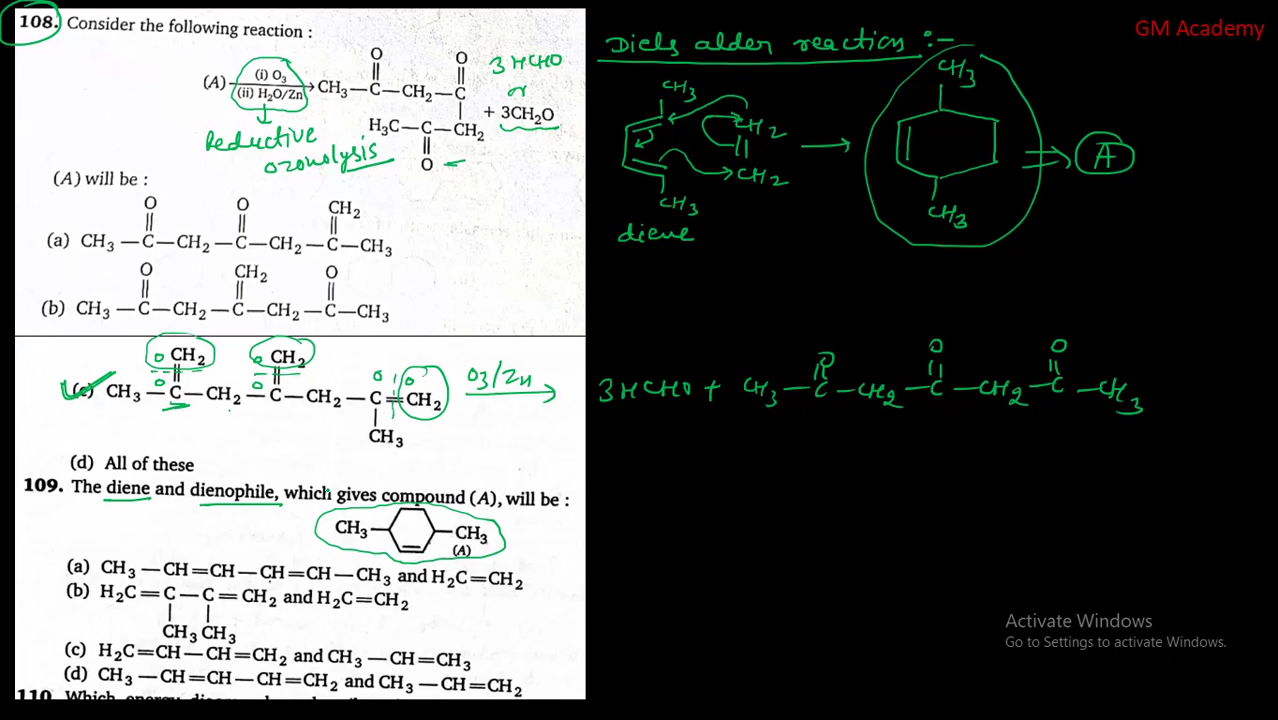 GM Academy
108. Consider the following reaction :
(A) (i) O₃ (ii) H₂O/Zn → CH₃—C—CH₂—C + 3CH₂O
O O
H₃C—C—CH₂
O
3 HCHO
or
Reductive
ozonolysis
(A) will be :
O O CH₂
(a) CH₃—C—CH₂—C—CH₂—C—CH₃
O CH₂ O
(b) CH₃—C—CH₂—C—CH₂—C—CH₃
O CH₂ O CH₂ O O
O O
(c) CH₃—C—CH₂—C—CH₂—C=CH₂ O3/Zn →
CH₃
(d) All of these
109. The diene and dienophile, which gives compound (A), will be :
CH₃ CH₃
(A)
(a) CH₃—CH=CH—CH=CH—CH₃ and H₂C=CH₂
(b) H₂C=C—C=CH₂ and H₂C=CH₂
CH₃ CH₃
(c) H₂C=CH—CH=CH₂ and CH₃—CH=CH₃
(d) CH₃—CH=CH—CH=CH₂ and CH₃—CH=CH₂
Diels alder reaction :-
CH3 CH2 CH3
CH2 → A
CH3 CH3
diene
O O O
3HCHO + CH3—C—CH2—C—CH2—C—CH3
Activate Windows
Go to Settings to activate Windows.